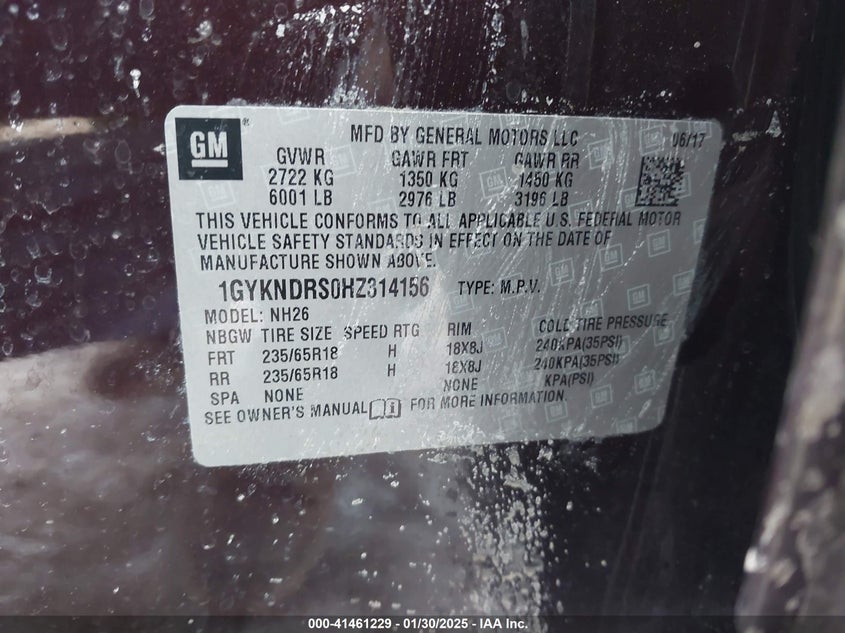 GM ® MFD BY GENERAL MOTORS LLC 06/17
GVWR GAWR FRT GAWR RR
2722 KG 1350 KG 1450 KG
6001 LB 2976 LB 3196 LB
THIS VEHICLE CONFORMS TO ALL APPLICABLE U.S. FEDERAL MOTOR
VEHICLE SAFETY STANDARDS IN EFFECT ON THE DATE OF
MANUFACTURE SHOWN ABOVE.
1GYKNDRS0HZ314156 TYPE: M.P.V.
MODEL: NH26
NBGW TIRE SIZE SPEED RTG RIM COLD TIRE PRESSURE
FRT 235/65R18 H 18X8J 240KPA(35PSI)
RR 235/65R18 H 18X8J 240KPA(35PSI)
SPA NONE NONE KPA(PSI)
SEE OWNER'S MANUAL FOR MORE INFORMATION.
000-41461229 - 01/30/2025 - IAA Inc.